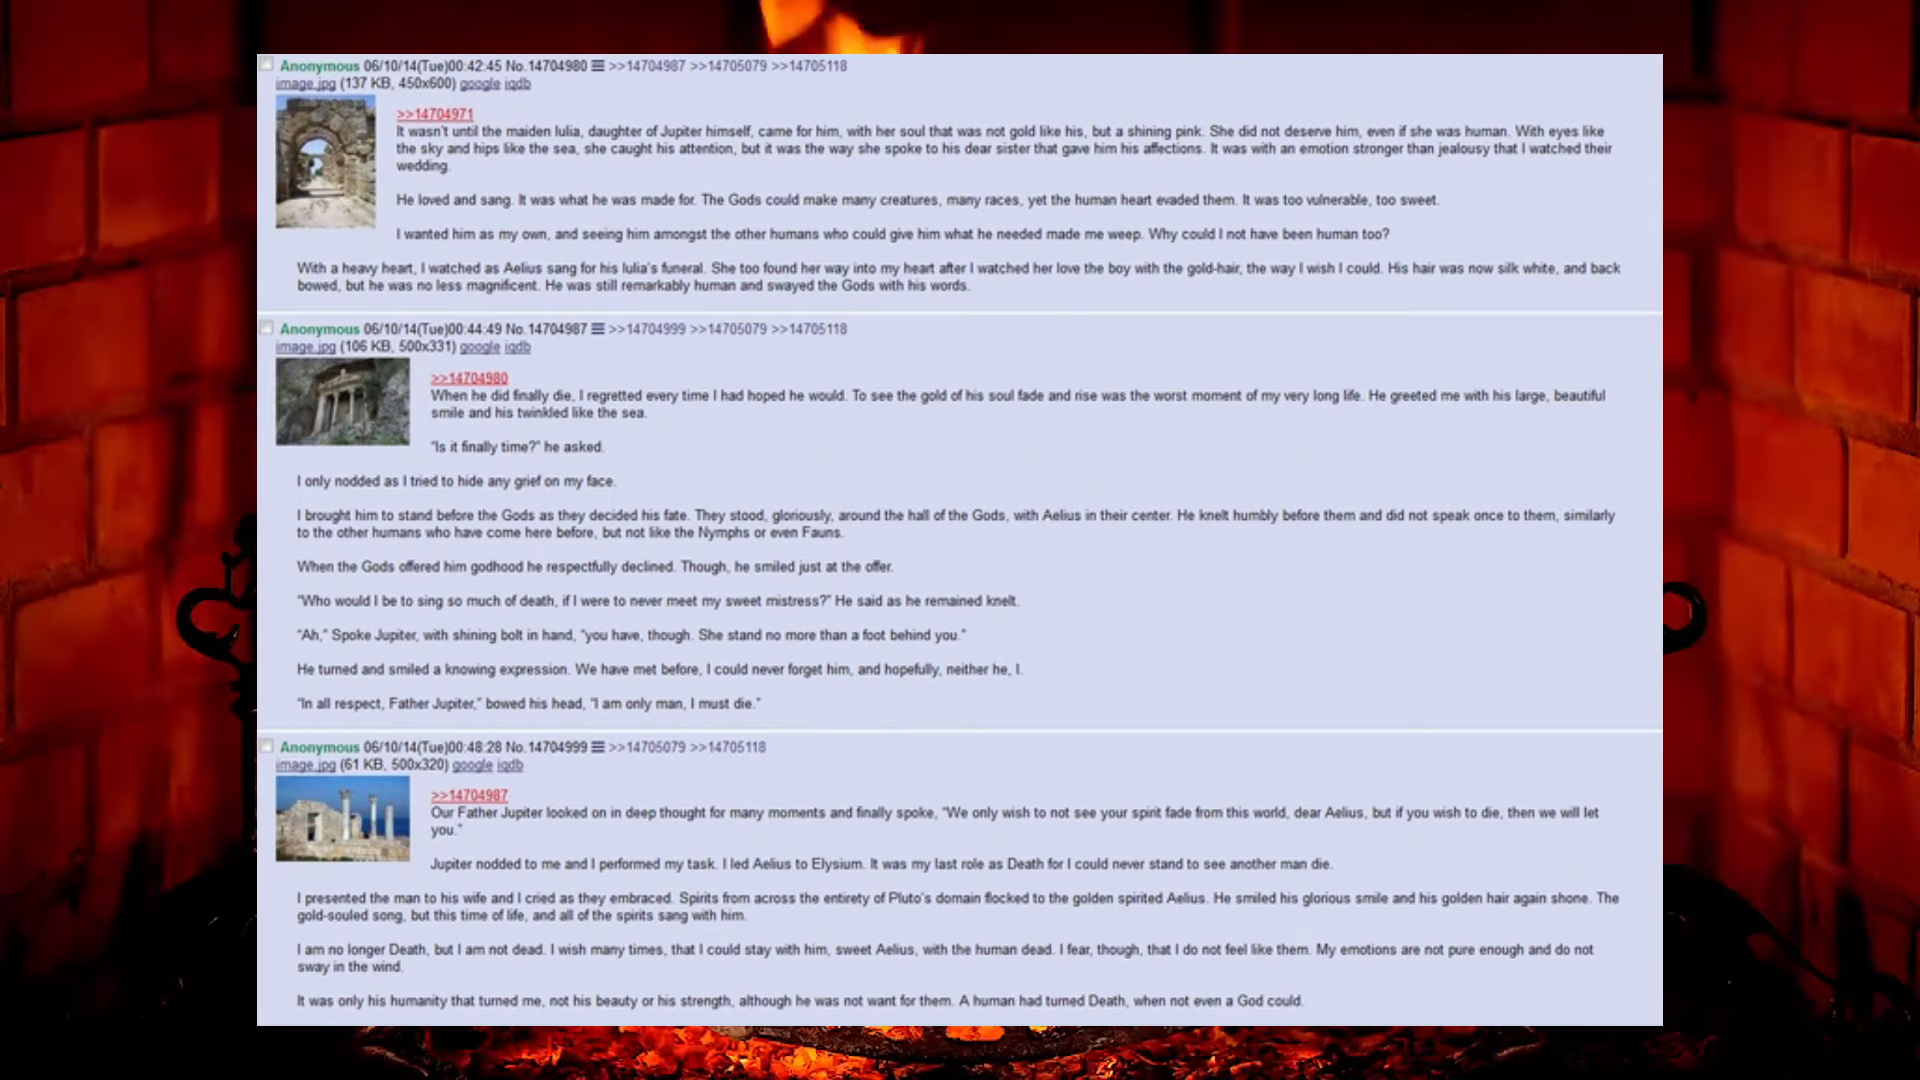 Anonymous 06/10/14(Tue)00:42:45 No.14704980 >>14704987 >>14705079 >>14705118
image.jpg (137 KB, 450x600) google iqdb
>>14704971
It wasn't until the maiden Iulia, daughter of Jupiter himself, came for him, with her soul that was not gold like his, but a shining pink. She did not deserve him, even if she was human. With eyes like
the sky and hips like the sea, she caught his attention, but it was the way she spoke to his dear sister that gave him his affections. It was with an emotion stronger than jealousy that I watched their
wedding.
He loved and sang. It was what he was made for. The Gods could make many creatures, many races, yet the human heart evaded them. It was too vulnerable, too sweet.
I wanted him as my own, and seeing him amongst the other humans who could give him what he needed made me weep. Why could I not have been human too?
With a heavy heart, I watched as Aelius sang for his Iulia's funeral. She too found her way into my heart after I watched her love the boy with the gold-hair, the way I wish I could. His hair was now silk white, and back
bowed, but he was no less magnificent. He was still remarkably human and swayed the Gods with his words.
Anonymous 06/10/14(Tue)00:44:49 No.14704987 >>14704999 >>14705079 >>14705118
image.jpg (106 KB, 500x331) google iqdb
>>14704980
When he did finally die, I regretted every time I had hoped he would. To see the gold of his soul fade and rise was the worst moment of my very long life. He greeted me with his large, beautiful
smile and his twinkled like the sea.
"Is it finally time?" he asked.
I only nodded as I tried to hide any grief on my face.
I brought him to stand before the Gods as they decided his fate. They stood, gloriously, around the hall of the Gods, with Aelius in their center. He knelt humbly before them and did not speak once to them, similarly
to the other humans who have come here before, but not like the Nymphs or even Fauns.
When the Gods offered him godhood he respectfully declined. Though, he smiled just at the offer.
"Who would I be to sing so much of death, if I were to never meet my sweet mistress?" He said as he remained knelt.
"Ah," Spoke Jupiter, with shining bolt in hand, "you have, though. She stand no more than a foot behind you."
He turned and smiled a knowing expression. We have met before, I could never forget him, and hopefully, neither he, I.
"In all respect, Father Jupiter," bowed his head, "I am only man, I must die."
Anonymous 06/10/14(Tue)00:48:28 No.14704999 >>14705079 >>14705118
image.jpg (61 KB, 500x320) google iqdb
>>14704987
Our Father Jupiter looked on in deep thought for many moments and finally spoke, "We only wish to not see your spirit fade from this world, dear Aelius, but if you wish to die, then we will let
you."
Jupiter nodded to me and I performed my task. I led Aelius to Elysium. It was my last role as Death for I could never stand to see another man die.
I presented the man to his wife and I cried as they embraced. Spirits from across the entirety of Pluto's domain flocked to the golden spirited Aelius. He smiled his glorious smile and his golden hair again shone. The
gold-souled song, but this time of life, and all of the spirits sang with him.
I am no longer Death, but I am not dead. I wish many times, that I could stay with him, sweet Aelius, with the human dead. I fear, though, that I do not feel like them. My emotions are not pure enough and do not
sway in the wind.
It was only his humanity that turned me, not his beauty or his strength, although he was not want for them. A human had turned Death, when not even a God could.